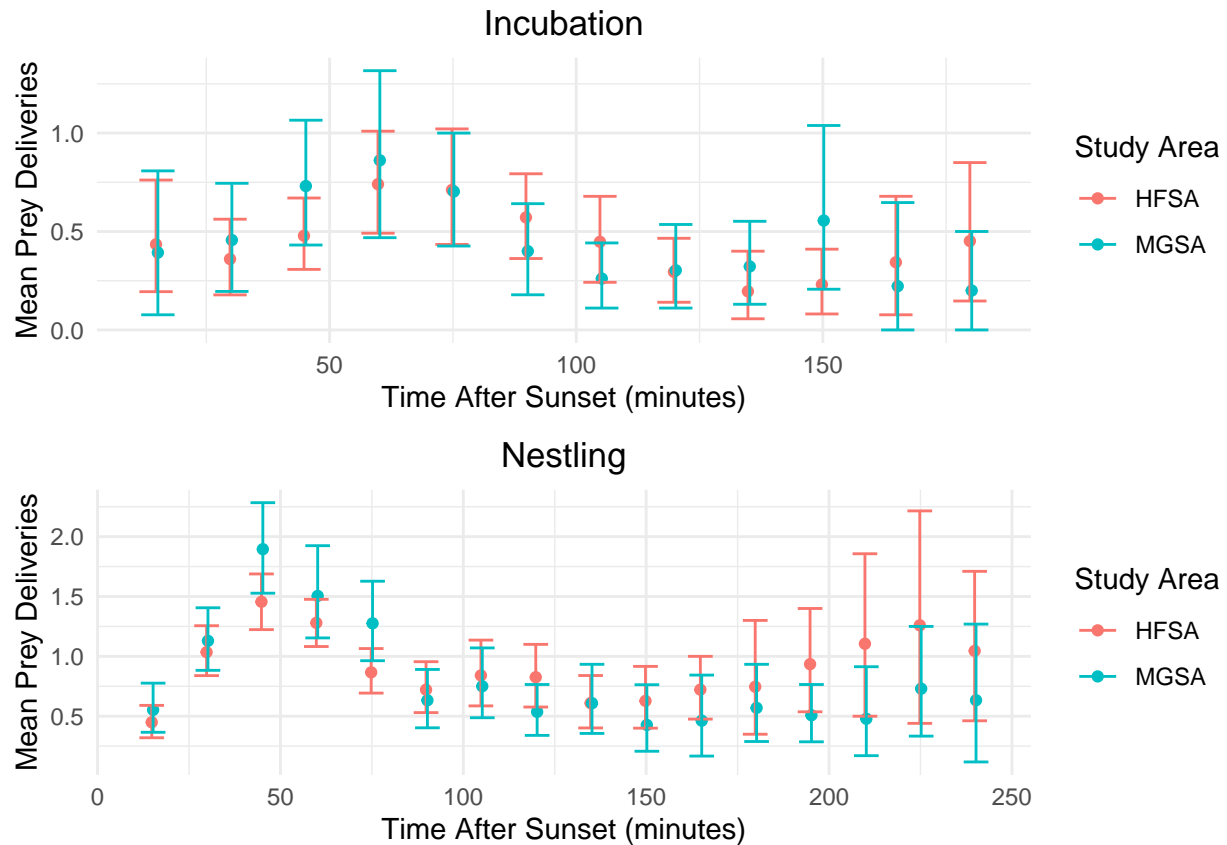 Incubation
Mean Prey Deliveries
1.0
0.5
0.0
50
100
150
Time After Sunset (minutes)
Study Area
HFSA
MGSA
Nestling
Mean Prey Deliveries
2.0
1.5
1.0
0.5
0
50
100
150
200
250
Time After Sunset (minutes)
Study Area
HFSA
MGSA